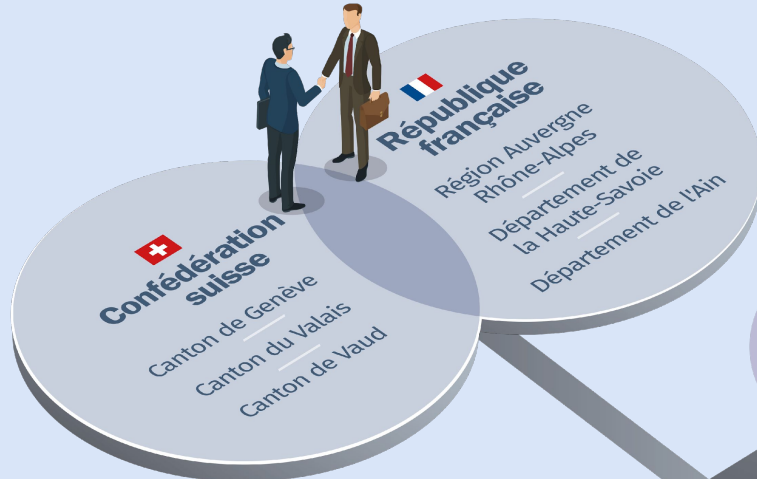 Confédération
suisse
Canton de Genève
Canton du Valais
Canton de Vaud
République
française
Région Auvergne
Rhône-Alpes
Département de
la Haute-Savoie
Département de l'Ain